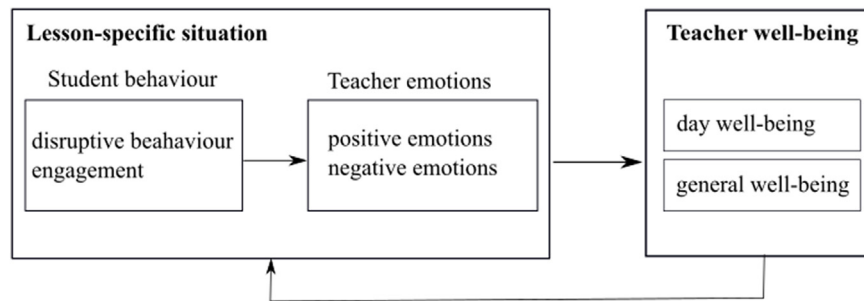 Lesson-specific situation
Student behaviour
disruptive beahaviour
engagement
Teacher emotions
positive emotions
negative emotions
Teacher well-being
day well-being
general well-being